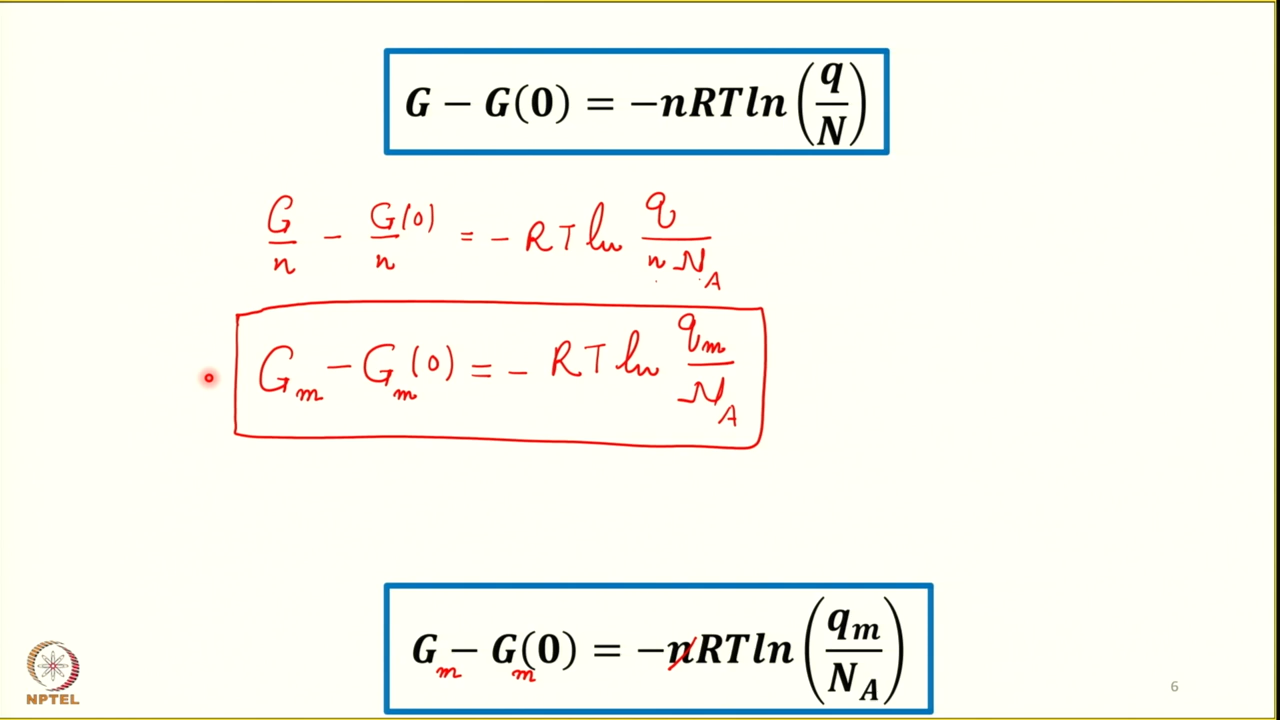 G − G(0) = −nRTln(q/N)
G/n − G(0)/n = − RT ln q/(n N_A)
G_m − G_m(0) = − RT ln q_m/N_A
G_m − G_m(0) = −nRTln(q_m/N_A)
NPTEL
6